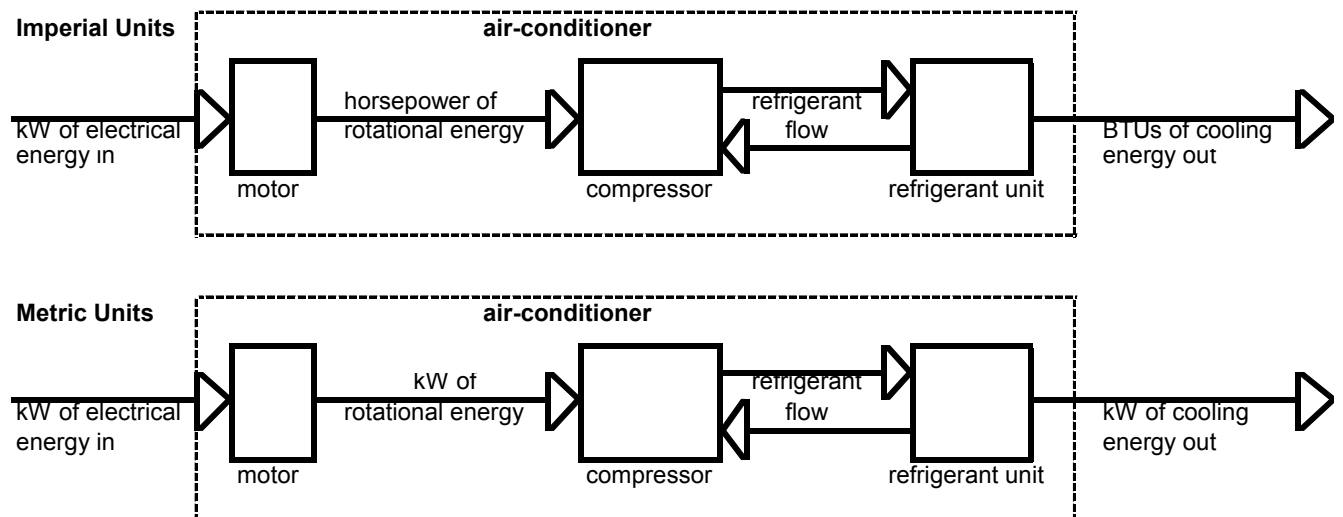 Imperial Units
air-conditioner
horsepower of
rotational energy
refrigerant
flow
kW of electrical
energy in
BTUs of cooling
energy out
motor
compressor
refrigerant unit
Metric Units
air-conditioner
kW of
rotational energy
refrigerant
flow
kW of electrical
energy in
kW of cooling
energy out
motor
compressor
refrigerant unit